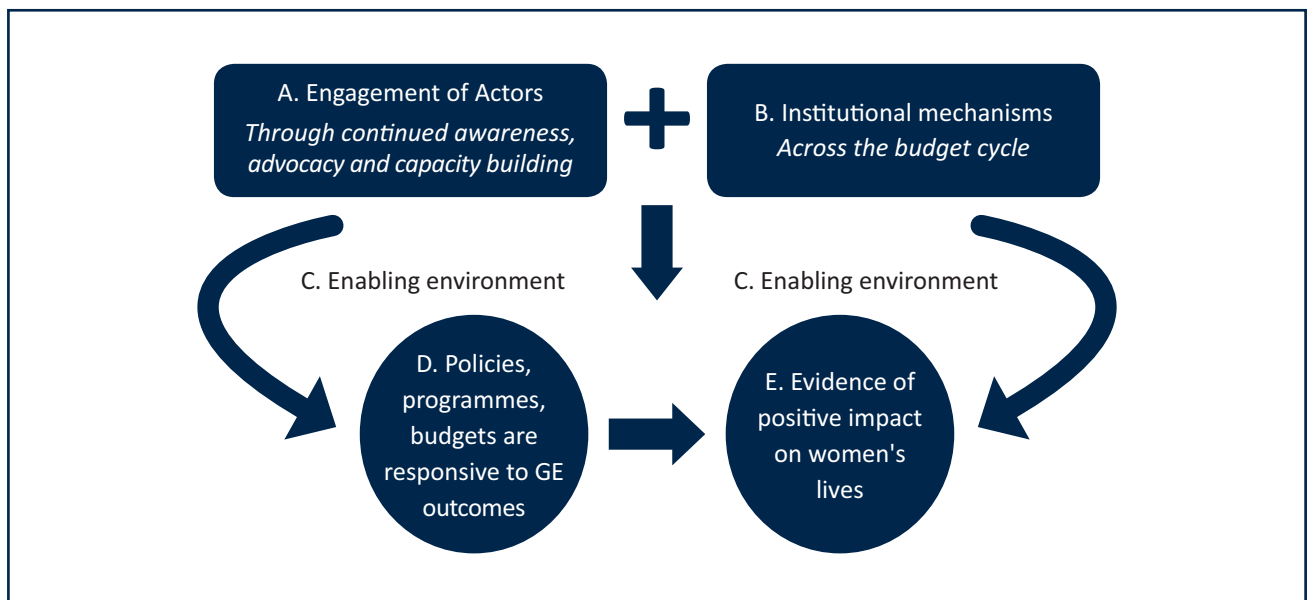 A. Engagement of Actors
Through continued awareness,
advocacy and capacity building
B. Institutional mechanisms
Across the budget cycle
C. Enabling environment
C. Enabling environment
D. Policies,
programmes,
budgets are
responsive to GE
outcomes
E. Evidence of
positive impact
on women's
lives